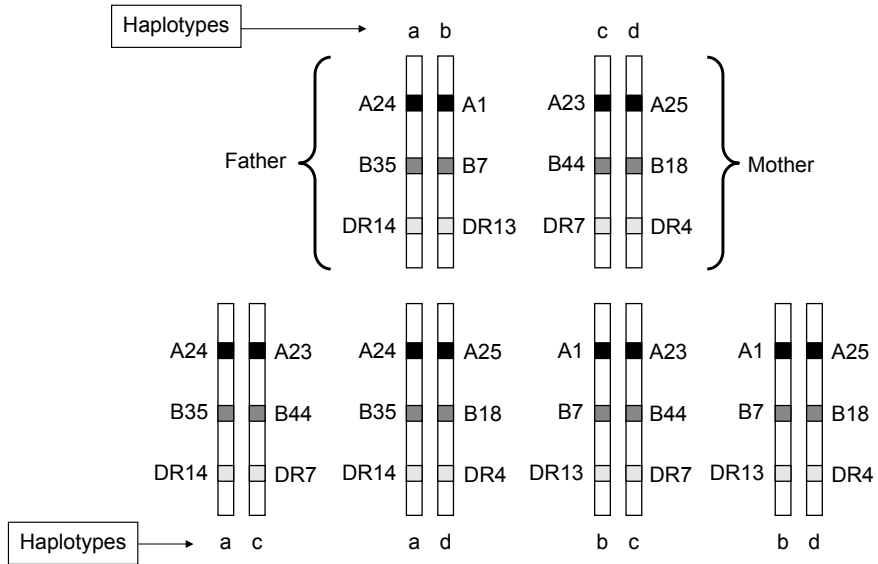 Haplotypes a b c d
A24 A1 A23 A25
Father B35 B7 B44 B18 Mother
DR14 DR13 DR7 DR4
A24 A23 A24 A25 A1 A23 A1 A25
B35 B44 B35 B18 B7 B44 B7 B18
DR14 DR7 DR14 DR4 DR13 DR7 DR13 DR4
Haplotypes a c a d b c b d